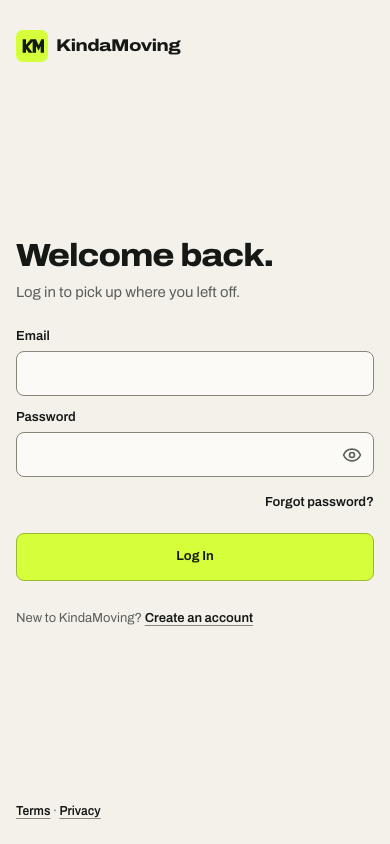 KM KindaMoving
Welcome back.
Log in to pick up where you left off.
Email
Password
Forgot password?
Log In
New to KindaMoving? Create an account
Terms · Privacy